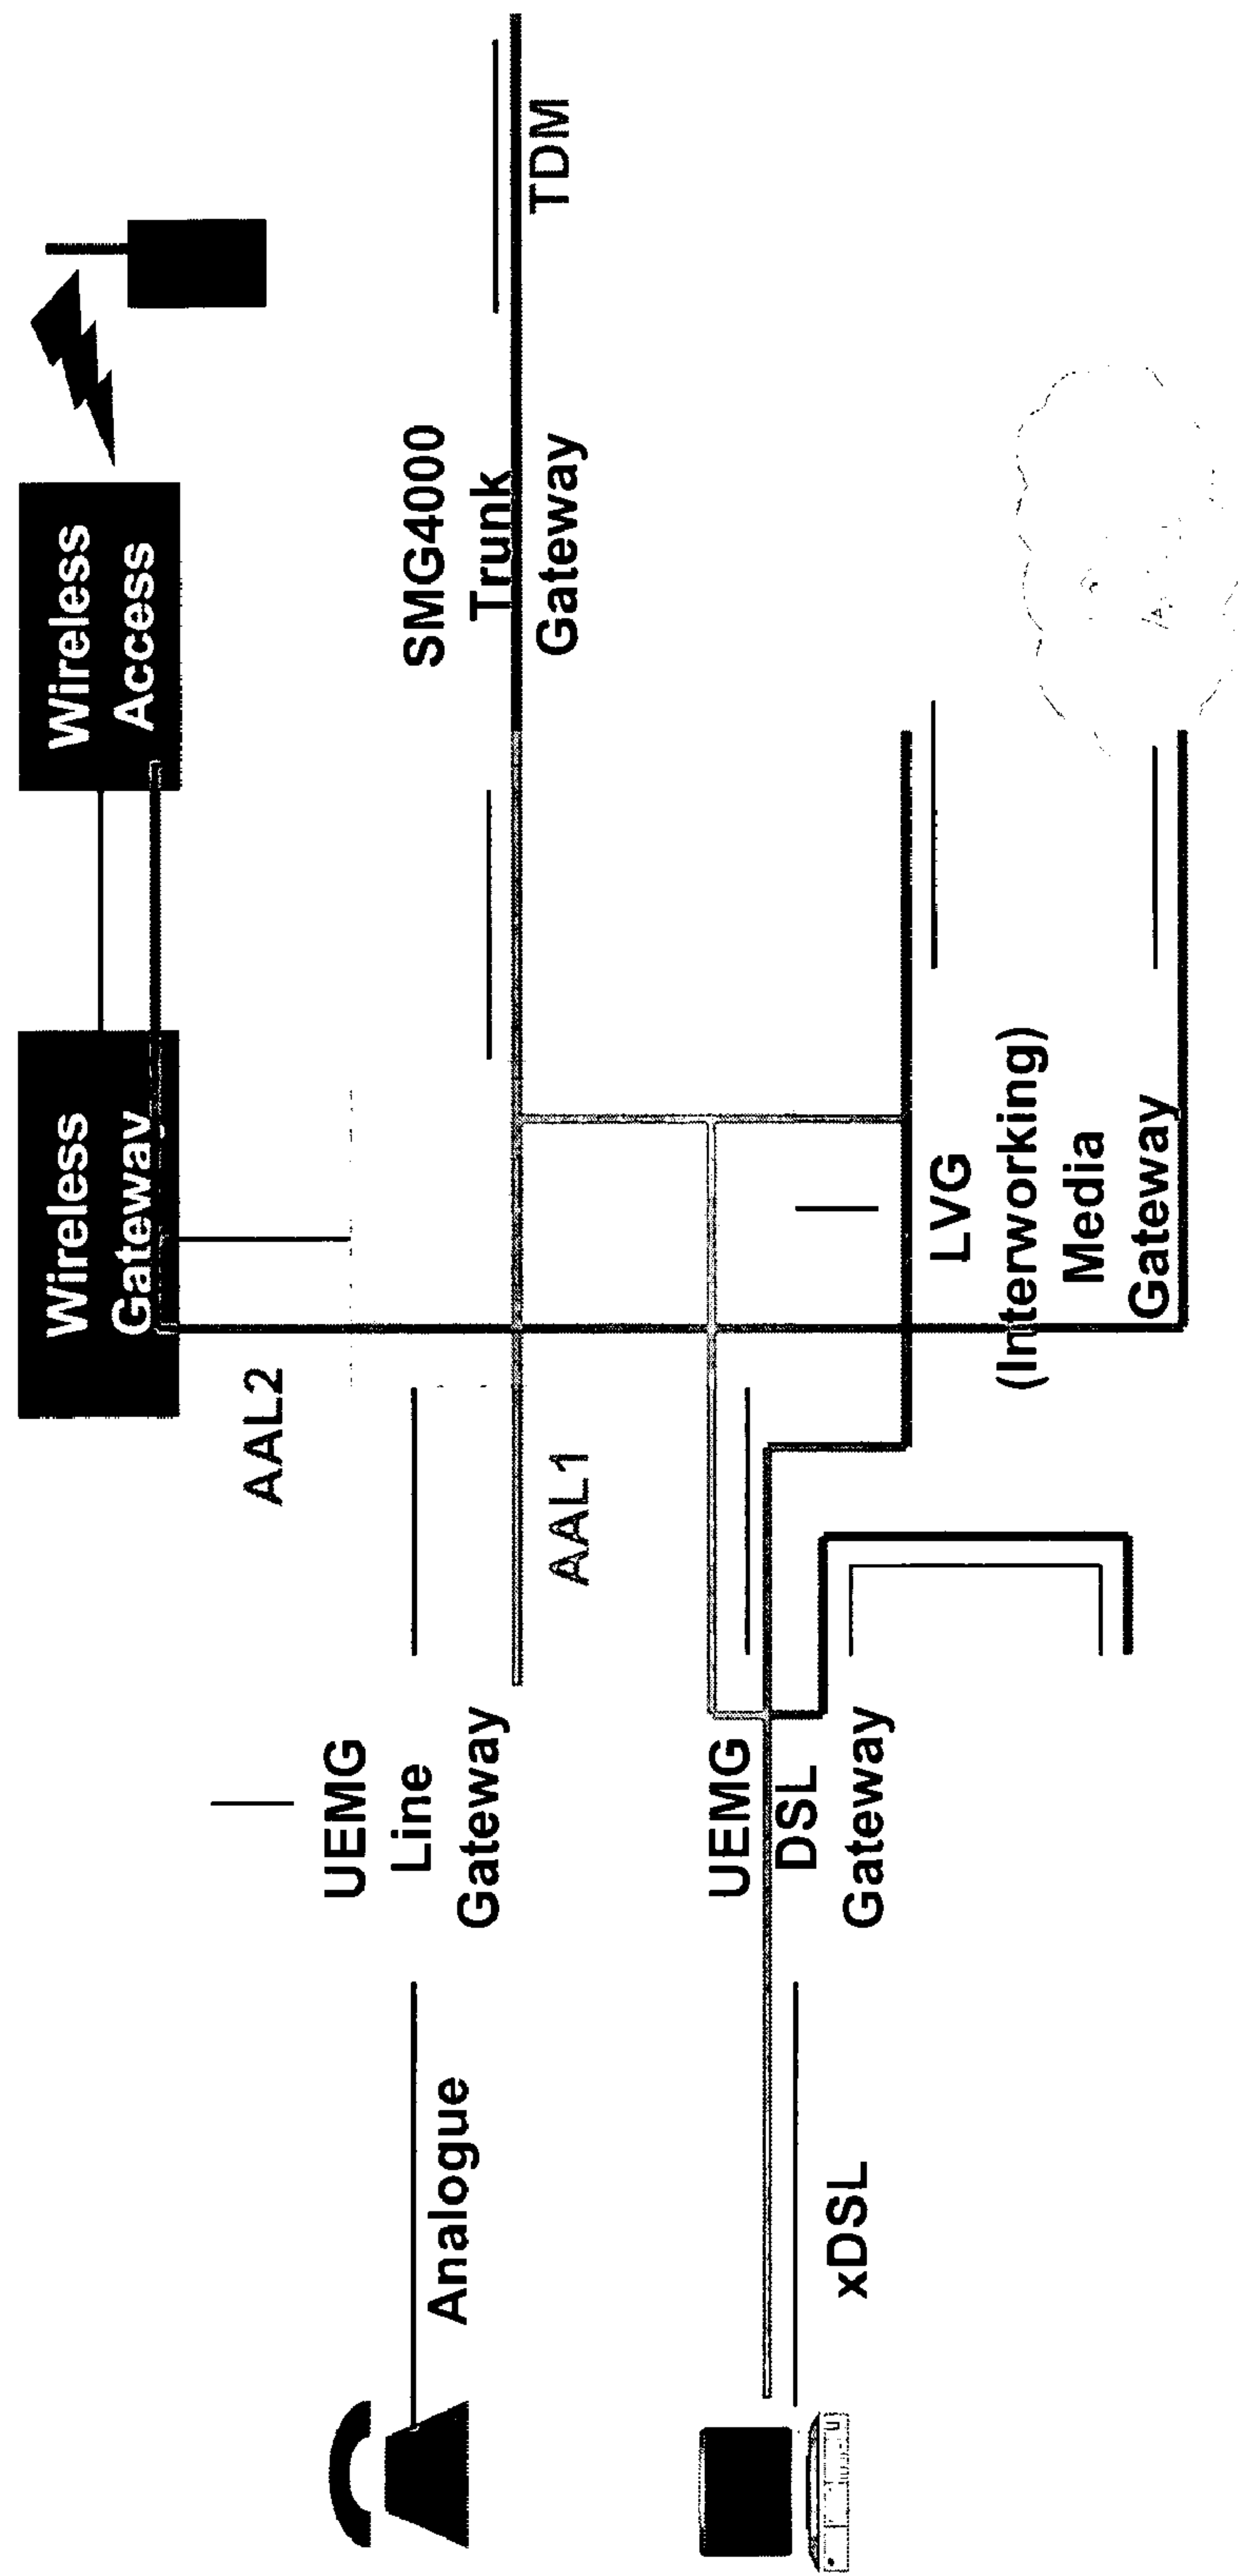 Wireless
Gateway
Wireless
Access
AAL2
UEMG
Line
Gateway
Analogue
AAL1
SMG4000
Trunk
Gateway
TDM
UEMG
DSL
Gateway
xDSL
LVG
(Interworking)
Media
Gateway